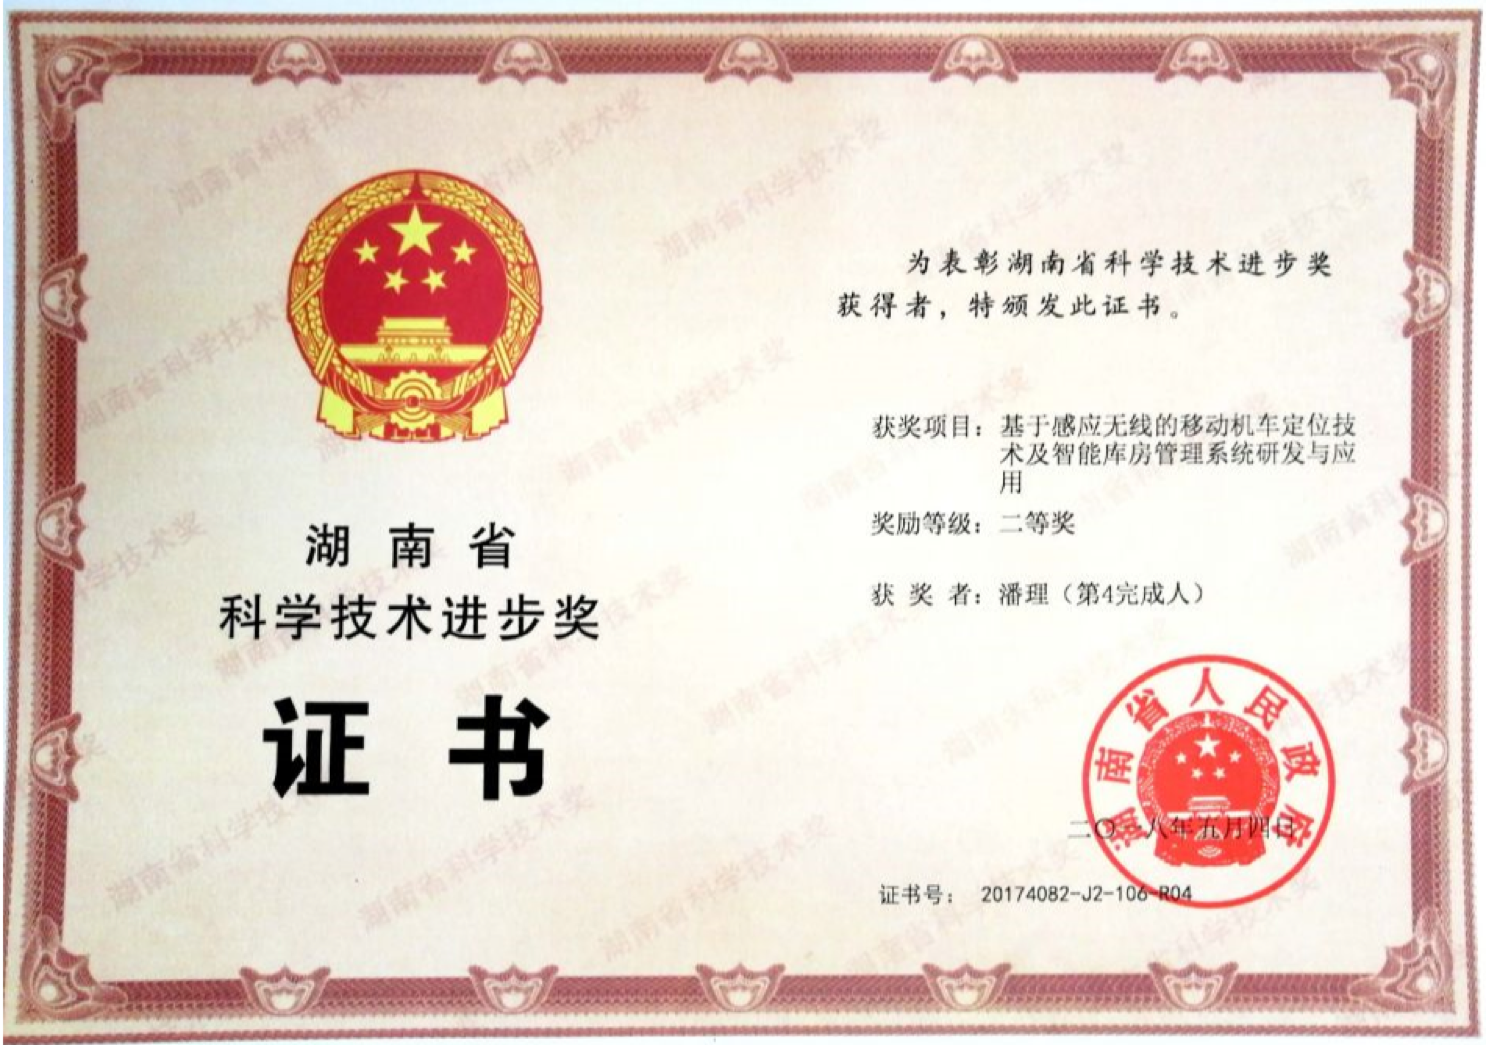 湖南省
科学技术进步奖
证书
为表彰湖南省科学技术进步奖
获得者，特颁发此证书。
获奖项目：基于感应无线的移动机车定位技
术及智能库房管理系统研发与应
用
奖励等级：二等奖
获奖者：潘理（第4完成人）
湖南省人民政府
二〇一八年五月四日
证书号： 20174082-J2-106-R04